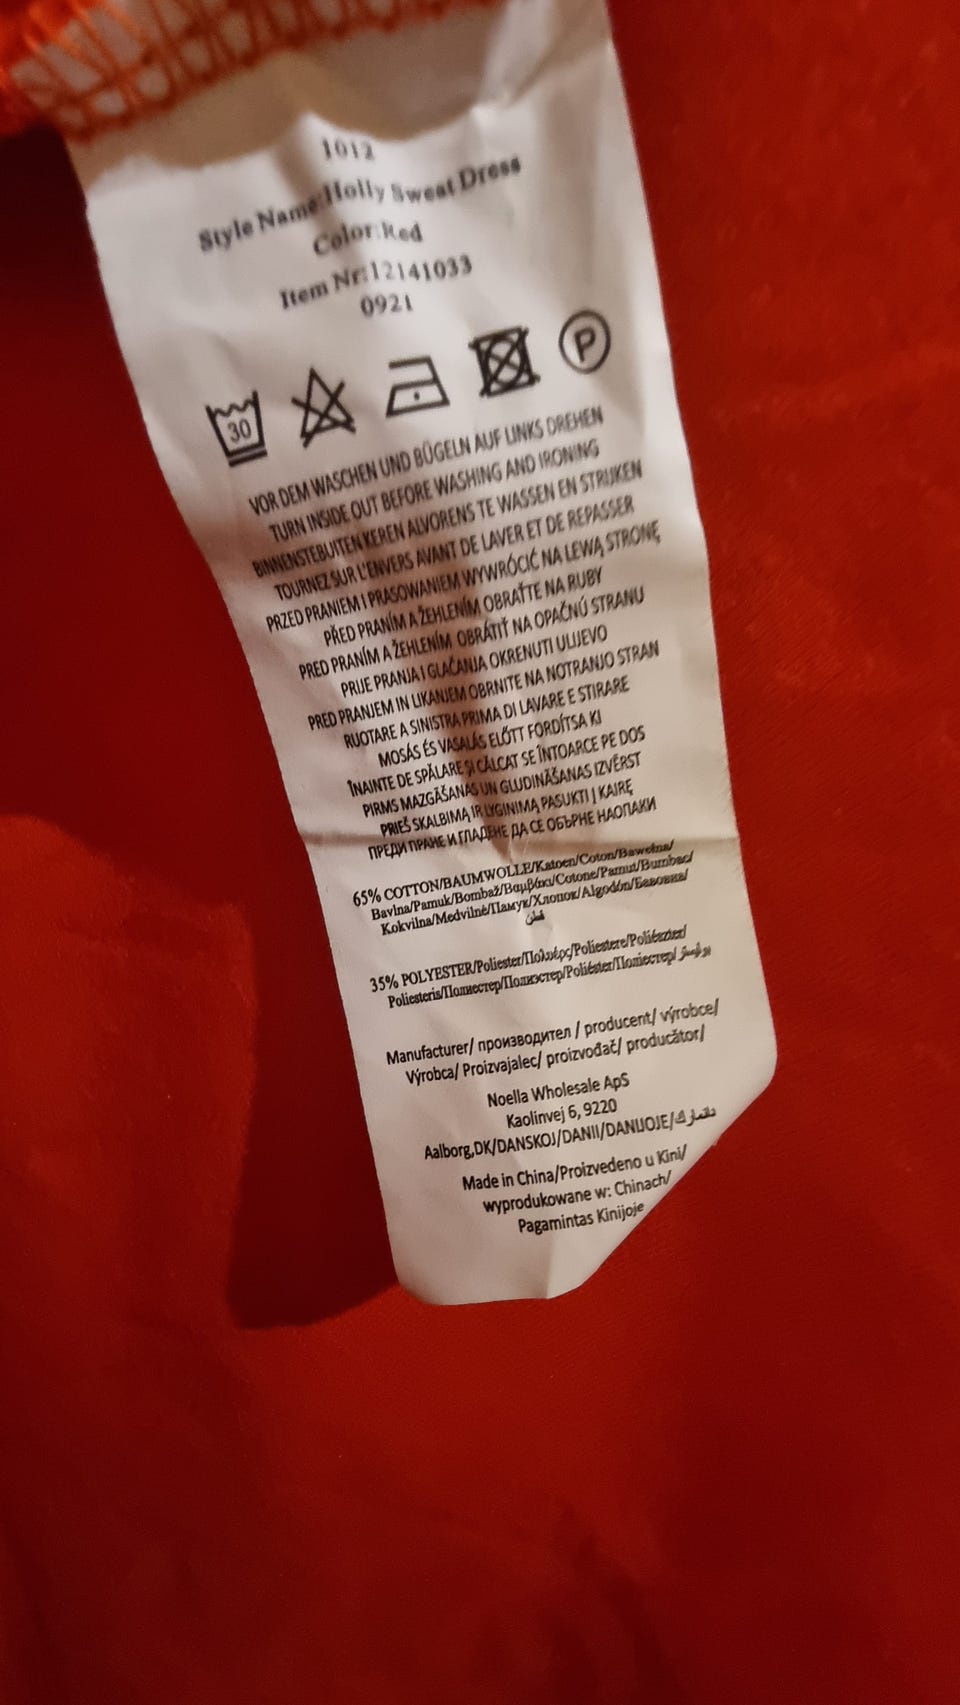 1012
Style Name:Holly Sweat Dress
Color:Red
Item Nr:12141033
0921
30
P
VOR DEM WASCHEN UND BÜGELN AUF LINKS DREHEN
TURN INSIDE OUT BEFORE WASHING AND IRONING
BINNENSTEBUITEN KEREN ALVORENS TE WASSEN EN STRIJKEN
TOURNEZ SUR L'ENVERS AVANT DE LAVER ET DE REPASSER
PRZED PRANIEM I PRASOWANIEM WYWRÓCIĆ NA LEWĄ STRONĘ
PŘED PRANÍM A ŽEHLENÍM OBRAŤTE NA RUBY
PRED PRANÍM A ŽEHLENÍM OBRÁTIŤ NA OPAČNÚ STRANU
PRIJE PRANJA I GLAČANJA OKRENUTI ULIJEVO
PRED PRANJEM IN LIKANJEM OBRNITE NA NOTRANJO STRAN
RUOTARE A SINISTRA PRIMA DI LAVARE E STIRARE
MOSÁS ÉS VASALÁS ELŐTT FORDÍTSA KI
ÎNAINTE DE SPĂLARE ȘI CĂLCAT SE ÎNTOARCE PE DOS
PIRMS MAZGĀŠANAS UN GLUDINĀŠANAS IZVĒRST
PRIEŠ SKALBIMĄ IR LYGINIMĄ PASUKTI Į KAIRĘ
ПРЕДИ ПРАНЕ И ГЛАДЕНЕ ДА СЕ ОБЪРНЕ НАОПАКИ
65% COTTON/BAUMWOLLE/Katoen/Coton/Bawełna/
Bavlna/Pamuk/Bombaž/Βαμβάκι/Cotone/Pamut/Bumbac/
Kokvilna/Medvilnė/Памук/Хлопок/Algodón/Бавовна/
قطن
35% POLYESTER/Poliester/Πολυέρς/Poliestere/Poliészter/
Poliesteris/Полиестер/Полиэстер/Poliéster/Поліестер/بوليستر
Manufacturer/ производител / producent/ výrobce/
Výrobca/ Proizvajalec/ proizvođač/ producător/
Noella Wholesale ApS
Kaolinvej 6, 9220
Aalborg,DK/DANSKOJ/DANII/DANIJOJE/دانمارك
Made in China/Proizvedeno u Kini/
wyprodukowane w: Chinach/
Pagamintas Kinijoje